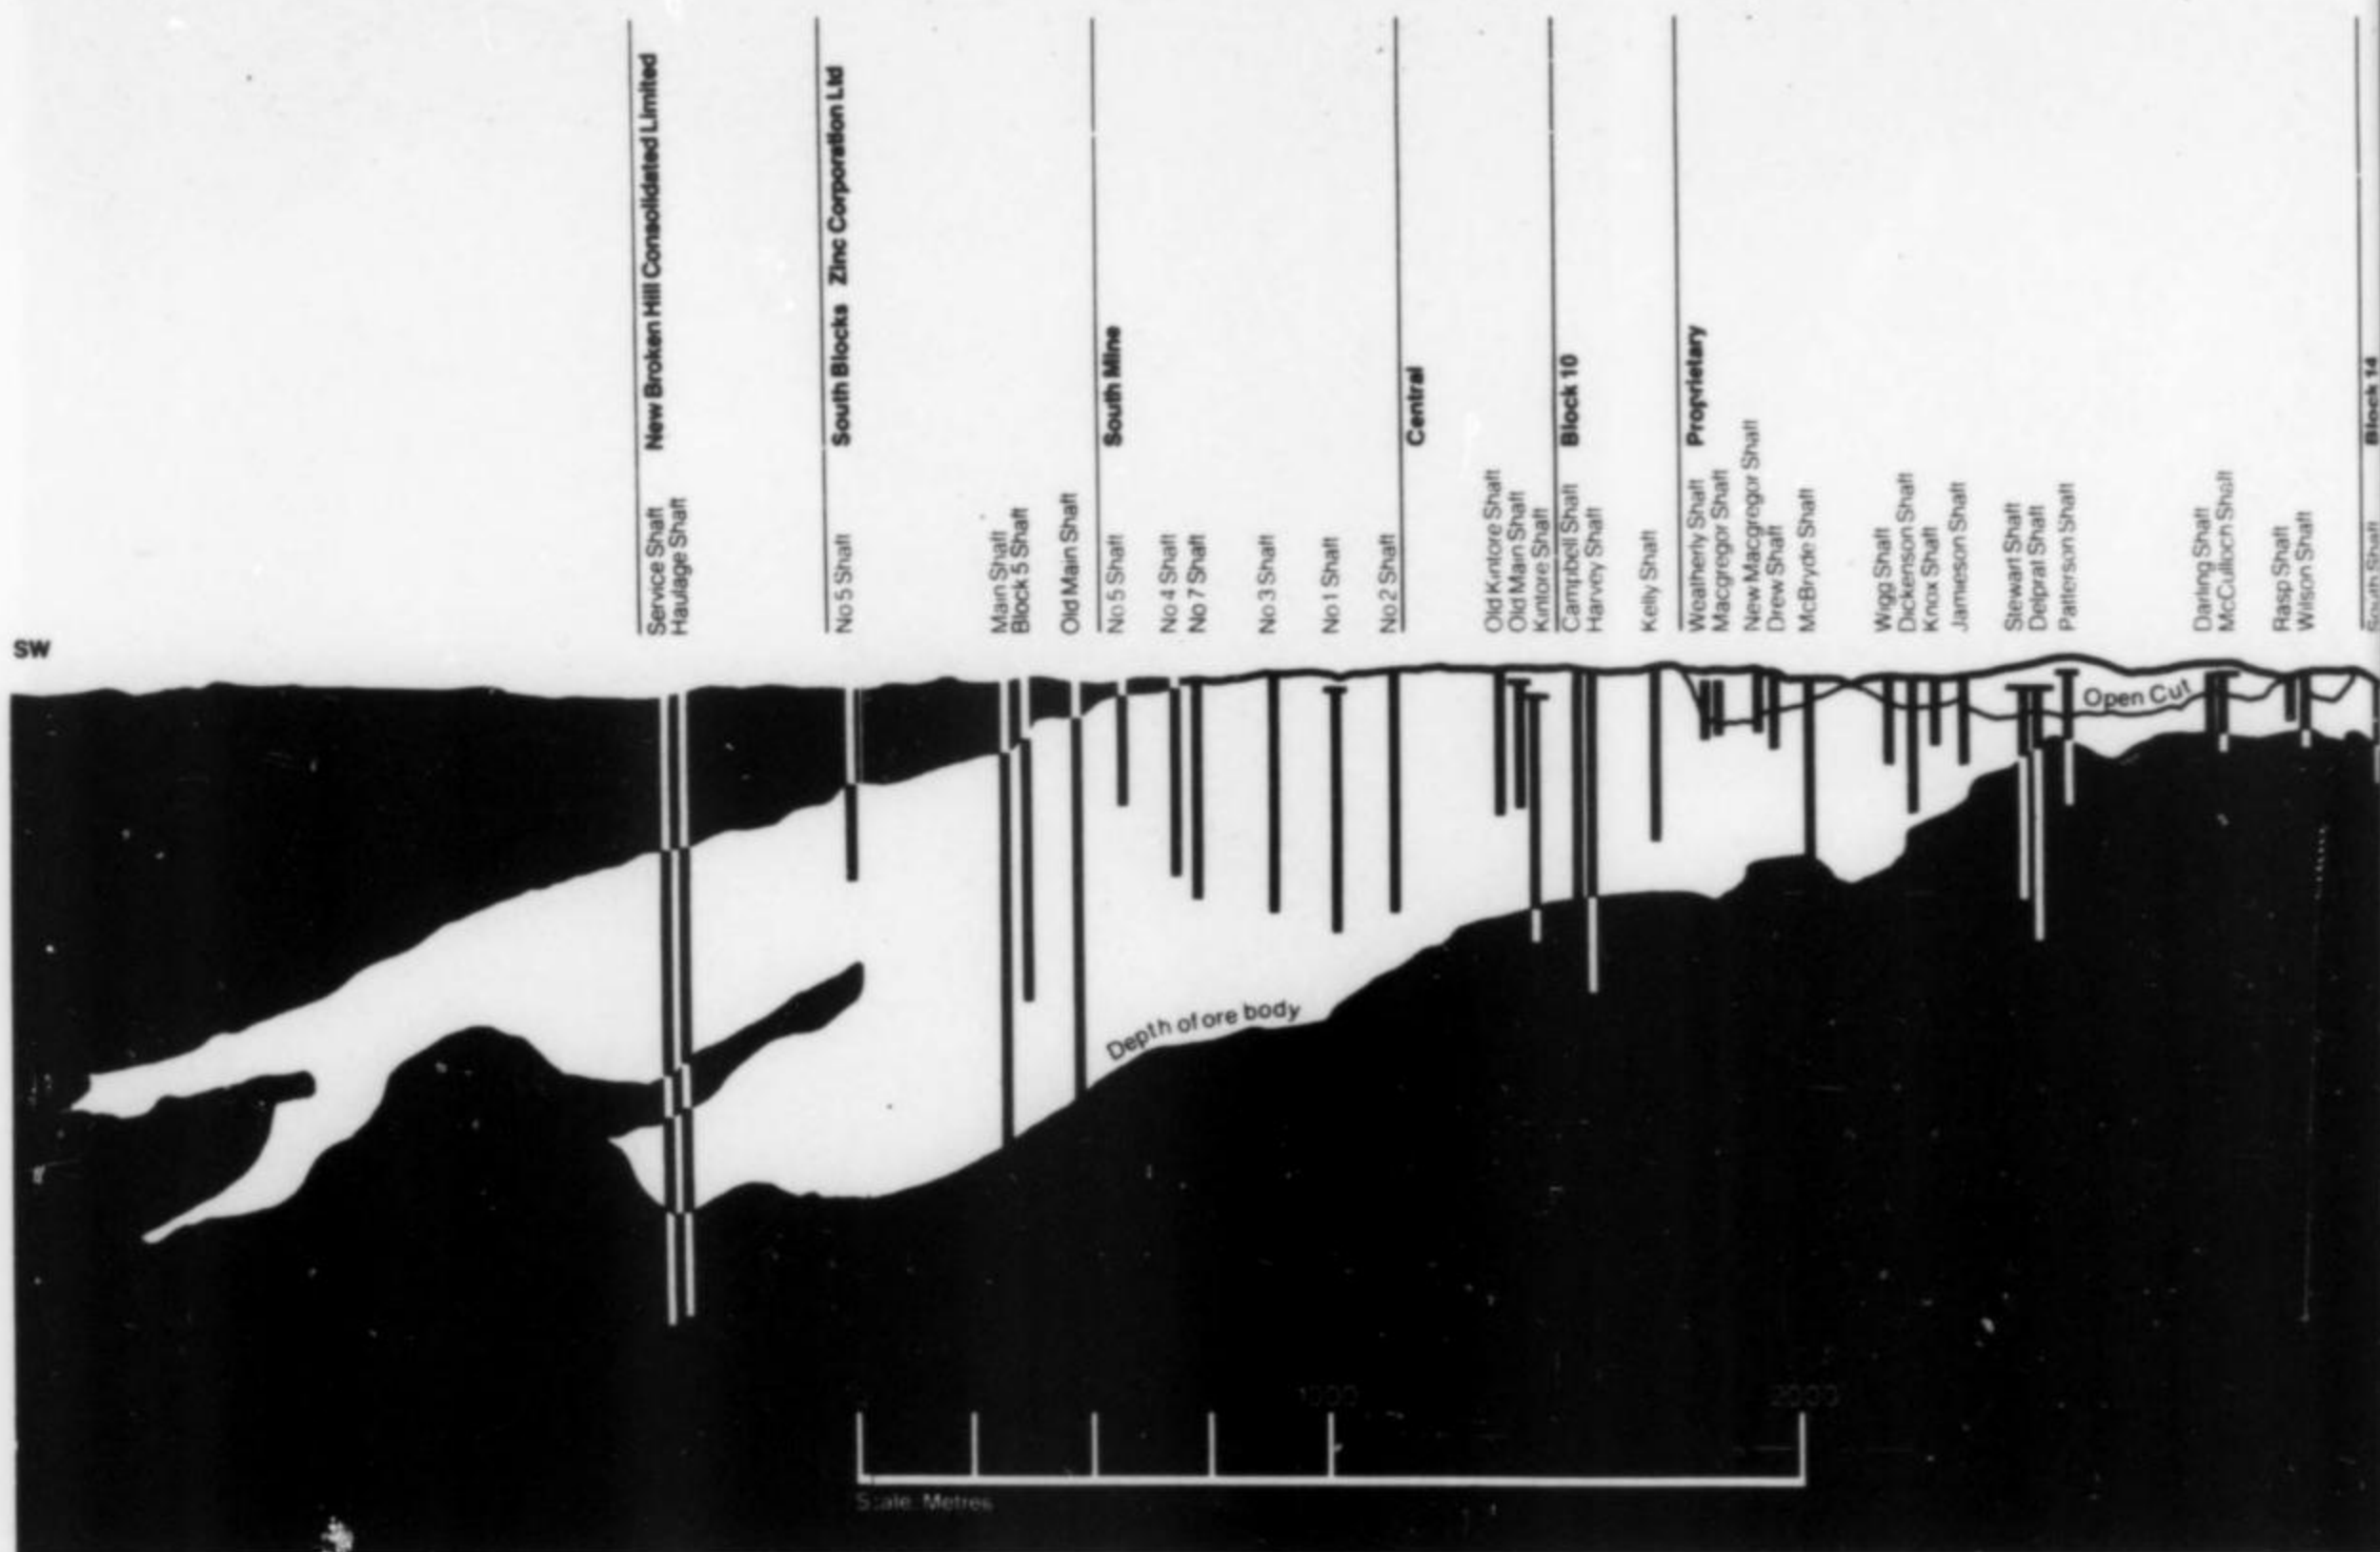 New Broken Hill Consolidated Limited
South Blocks Zinc Corporation Ltd
South Mine
Central
Block 10
Proprietary
Block 14
Service Shaft
Haulage Shaft
No 5 Shaft
Main Shaft
Block 5 Shaft
Old Main Shaft
No 5 Shaft
No 4 Shaft
No 7 Shaft
No 3 Shaft
No 1 Shaft
No 2 Shaft
Old Kintore Shaft
Old Main Shaft
Kintore Shaft
Campbell Shaft
Harvey Shaft
Kelly Shaft
Weatherly Shaft
Macgregor Shaft
New Macgregor Shaft
Drew Shaft
McBryde Shaft
Wigg Shaft
Dickenson Shaft
Knox Shaft
Jamieson Shaft
Stewart Shaft
Delprat Shaft
Patterson Shaft
Darling Shaft
McCulloch Shaft
Rasp Shaft
Wilson Shaft
South Shaft
SW
Open Cut
Depth of ore body
1000
2000
Scale: Metres